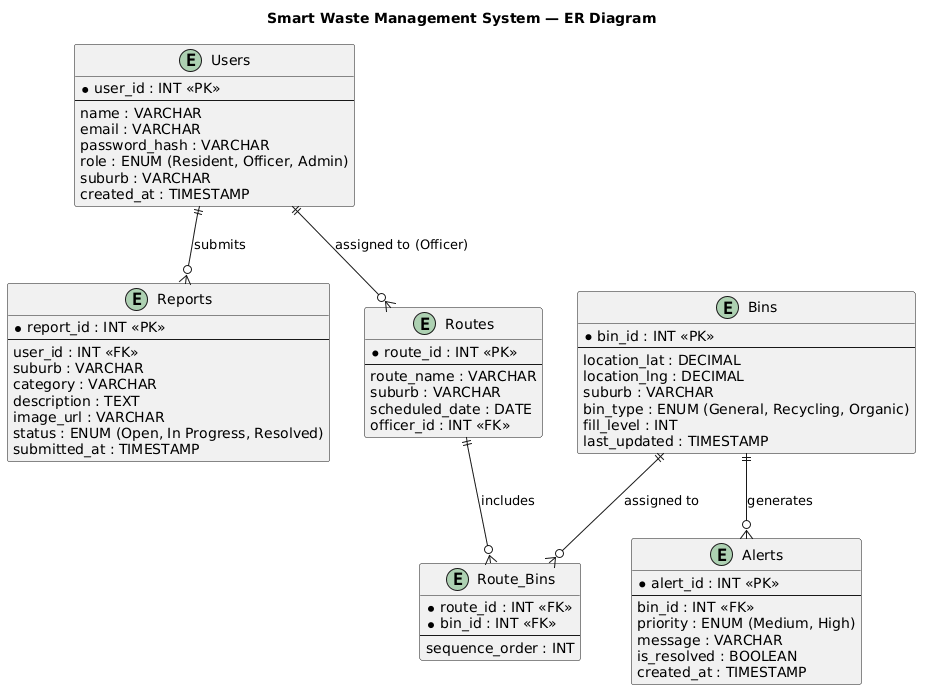 Smart Waste Management System — ER Diagram
E Users
user_id : INT «PK»
name : VARCHAR
email : VARCHAR
password_hash : VARCHAR
role : ENUM (Resident, Officer, Admin)
suburb : VARCHAR
created_at : TIMESTAMP
submits
assigned to (Officer)
E Reports
report_id : INT «PK»
user_id : INT «FK»
suburb : VARCHAR
category : VARCHAR
description : TEXT
image_url : VARCHAR
status : ENUM (Open, In Progress, Resolved)
submitted_at : TIMESTAMP
E Routes
route_id : INT «PK»
route_name : VARCHAR
suburb : VARCHAR
scheduled_date : DATE
officer_id : INT «FK»
E Bins
bin_id : INT «PK»
location_lat : DECIMAL
location_lng : DECIMAL
suburb : VARCHAR
bin_type : ENUM (General, Recycling, Organic)
fill_level : INT
last_updated : TIMESTAMP
includes
assigned to
generates
E Route_Bins
route_id : INT «FK»
bin_id : INT «FK»
sequence_order : INT
E Alerts
alert_id : INT «PK»
bin_id : INT «FK»
priority : ENUM (Medium, High)
message : VARCHAR
is_resolved : BOOLEAN
created_at : TIMESTAMP